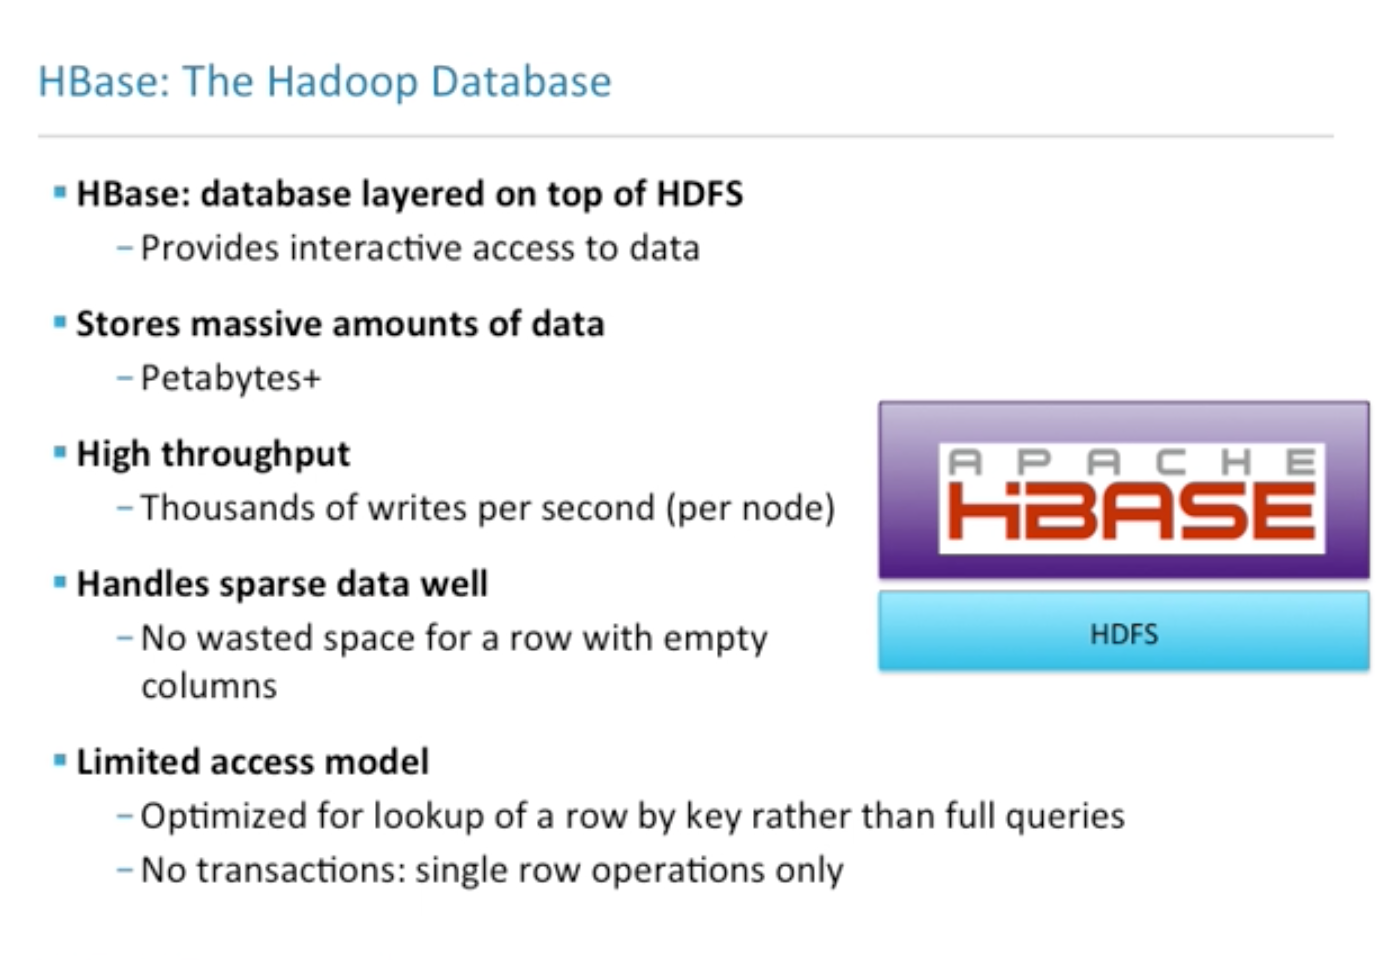 HBase: The Hadoop Database
▪ HBase: database layered on top of HDFS
– Provides interactive access to data
▪ Stores massive amounts of data
– Petabytes+
▪ High throughput
– Thousands of writes per second (per node)
▪ Handles sparse data well
– No wasted space for a row with empty
columns
▪ Limited access model
– Optimized for lookup of a row by key rather than full queries
– No transactions: single row operations only
APACHE
HBASE
HDFS